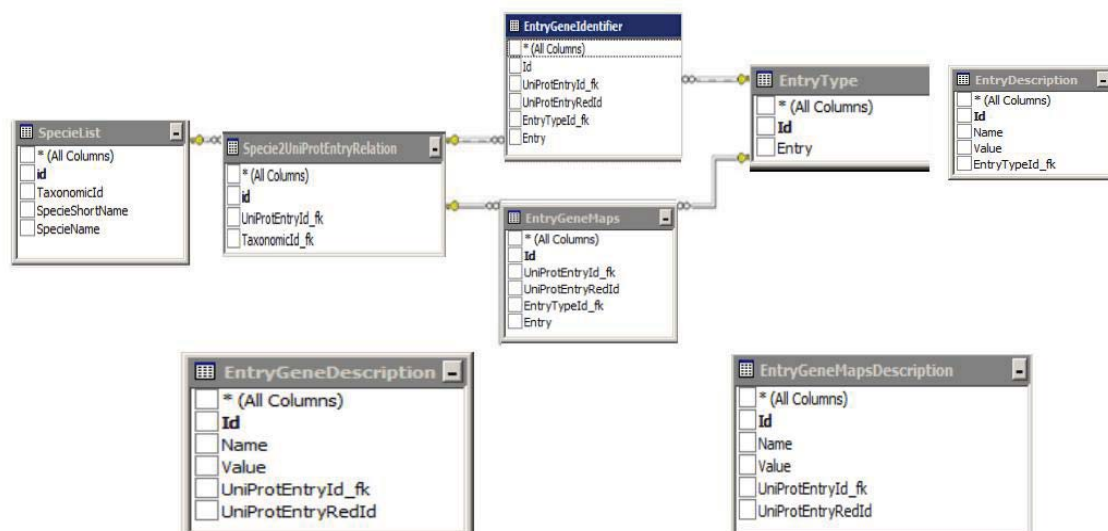 EntryGeneIdentifier
* (All Columns)
Id
UniProtEntryId_fk
UniProtEntryRedId
EntryTypeId_fk
Entry
EntryType
* (All Columns)
Id
Entry
EntryDescription
* (All Columns)
Id
Name
Value
EntryTypeId_fk
SpecieList
* (All Columns)
id
TaxonomicId
SpecieShortName
SpecieName
Specie2UniProtEntryRelation
* (All Columns)
id
UniProtEntryId_fk
TaxonomicId_fk
EntryGeneMaps
* (All Columns)
Id
UniProtEntryId_fk
UniProtEntryRedId
EntryTypeId_fk
Entry
EntryGeneDescription
* (All Columns)
Id
Name
Value
UniProtEntryId_fk
UniProtEntryRedId
EntryGeneMapsDescription
* (All Columns)
Id
Name
Value
UniProtEntryId_fk
UniProtEntryRedId